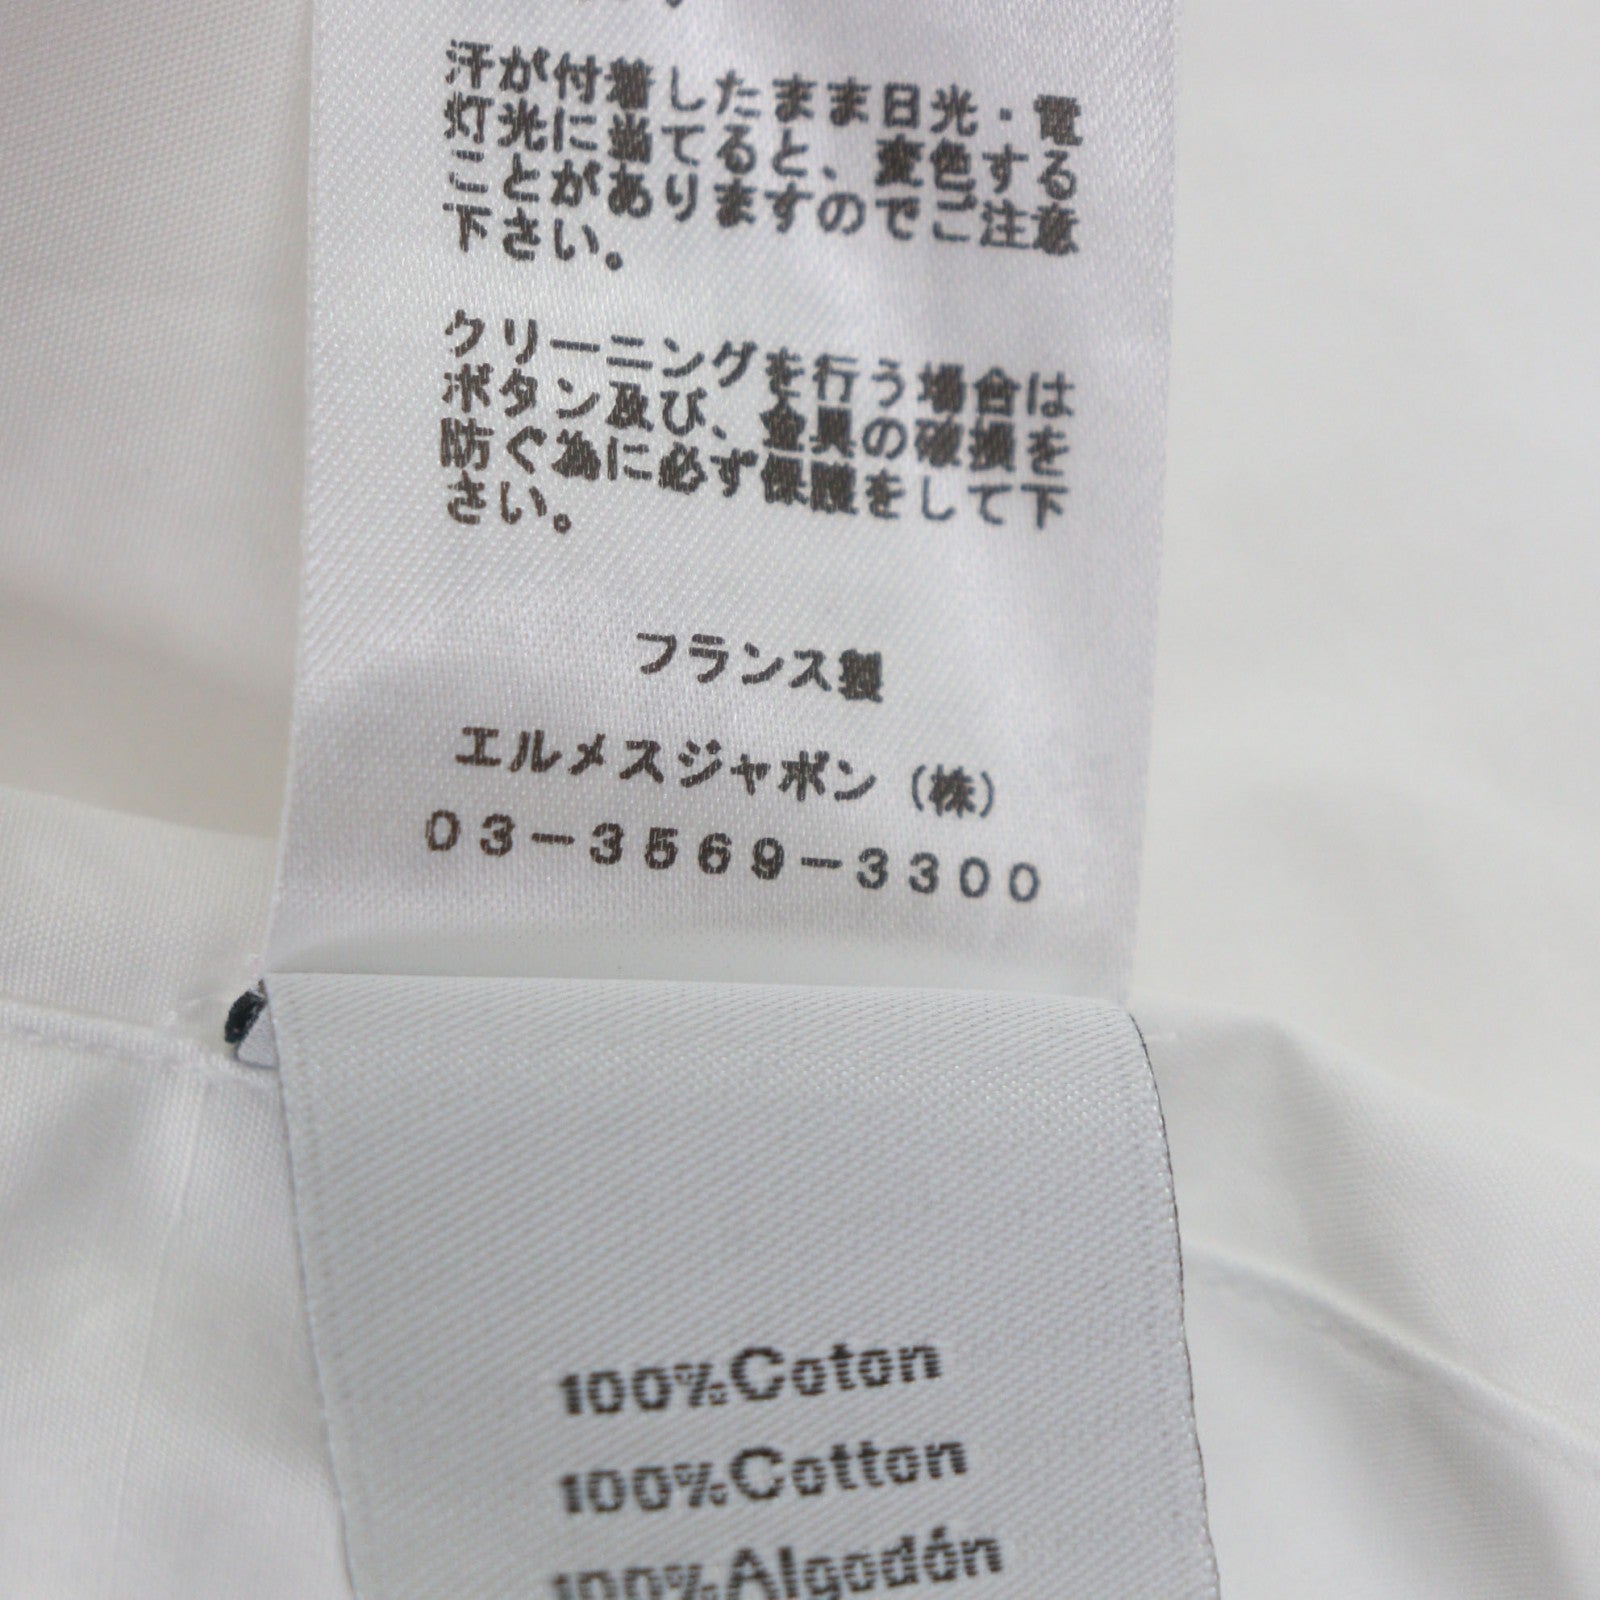 汗が付着したまま日光・電
灯光に当てると、変色する
ことがありますのでご注意
下さい。
クリーニングを行う場合は
ボタン及び、金具の破損を
防ぐ為に必ず保護をして下
さい。
フランス製
エルメスジャポン（株）
03-3569-3300
100%Coton
100%Cotton
100%Algodón